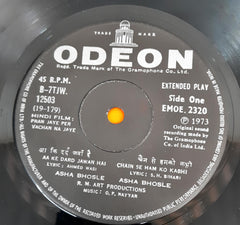 TRADE MARK
ODEON
Regd. Trade Mark of The Gramophone Co.
45 R.P.M.
B-7TJW.
12503
(19-179)
HINDI FILM:
PRAN JAYE PER
VACHAN NA JAYE
EXTENDED PLAY
Side One
EMOE. 2320
℗ 1973
Original sound
recording made by
the Gramophone
Co. of India Ltd.
AA KE DARD JAWAN HAI
LYRIC: AHMED WASI
ASHA BHOSLE
CHAIN SE HAM KO KABHI
LYRIC: S. H. BIHARI
ASHA BHOSLE
R. M. ART PRODUCTIONS
MUSIC: O. P. NAYYAR